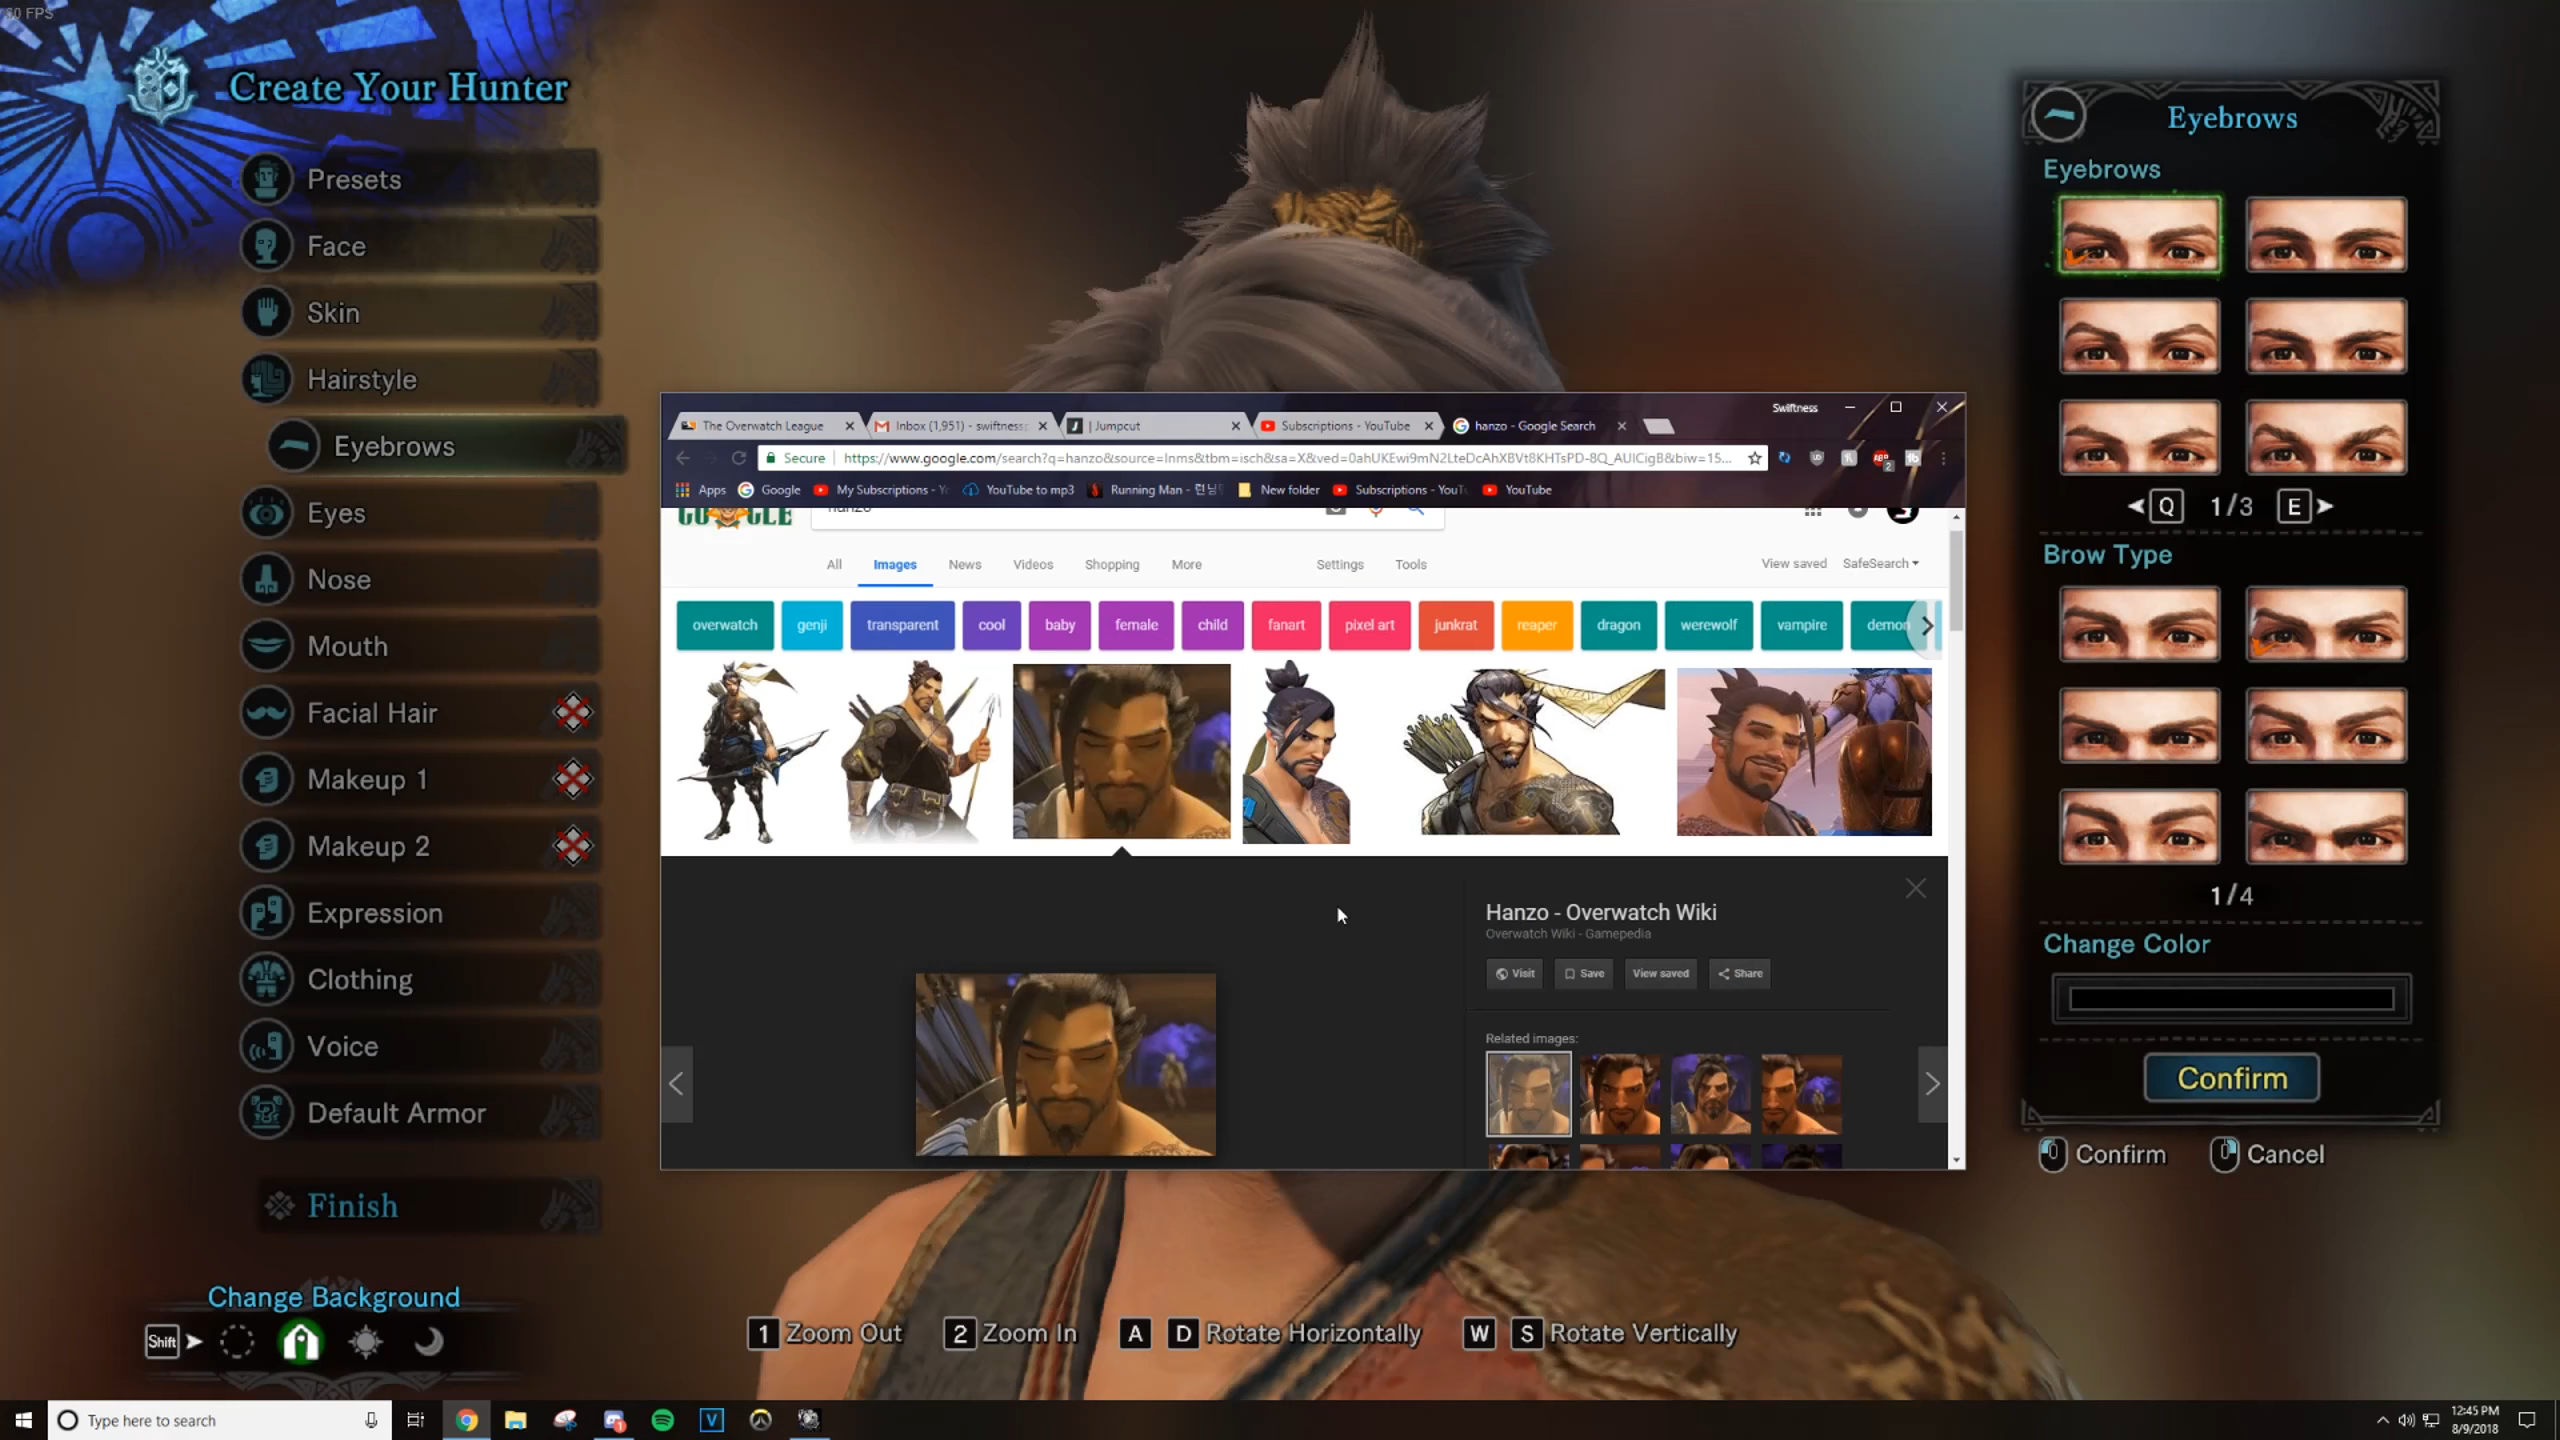 60 FPS
Create Your Hunter
Presets
Face
Skin
Hairstyle
Eyebrows
Eyes
Nose
Mouth
Facial Hair
Makeup 1
Makeup 2
Expression
Clothing
Voice
Default Armor
Finish
Change Background
Shift
Swiftness
The Overwatch League
Inbox (1,951) - swiftness
| Jumpcut
Subscriptions - YouTube
hanzo - Google Search
Secure
https://www.google.com/search?q=hanzo&source=lnms&tbm=isch&sa=X&ved=0ahUKEwi9mN2LteDcAhXBVt8KHTsPD-8Q_AUICigB&biw=15...
Apps
Google
My Subscriptions - Yo
YouTube to mp3
Running Man - 런닝
New folder
Subscriptions - YouTu
YouTube
hanzo
All
Images
News
Videos
Shopping
More
Settings
Tools
View saved
SafeSearch
overwatch
genji
transparent
cool
baby
female
child
fanart
pixel art
junkrat
reaper
dragon
werewolf
vampire
demon
Hanzo - Overwatch Wiki
Overwatch Wiki - Gamepedia
Visit
Save
View saved
Share
Related images:
Eyebrows
Eyebrows
Q 1/3 E
Brow Type
1/4
Change Color
Confirm
Confirm
Cancel
1 Zoom Out
2 Zoom In
A D Rotate Horizontally
W S Rotate Vertically
Type here to search
12:45 PM
8/9/2018